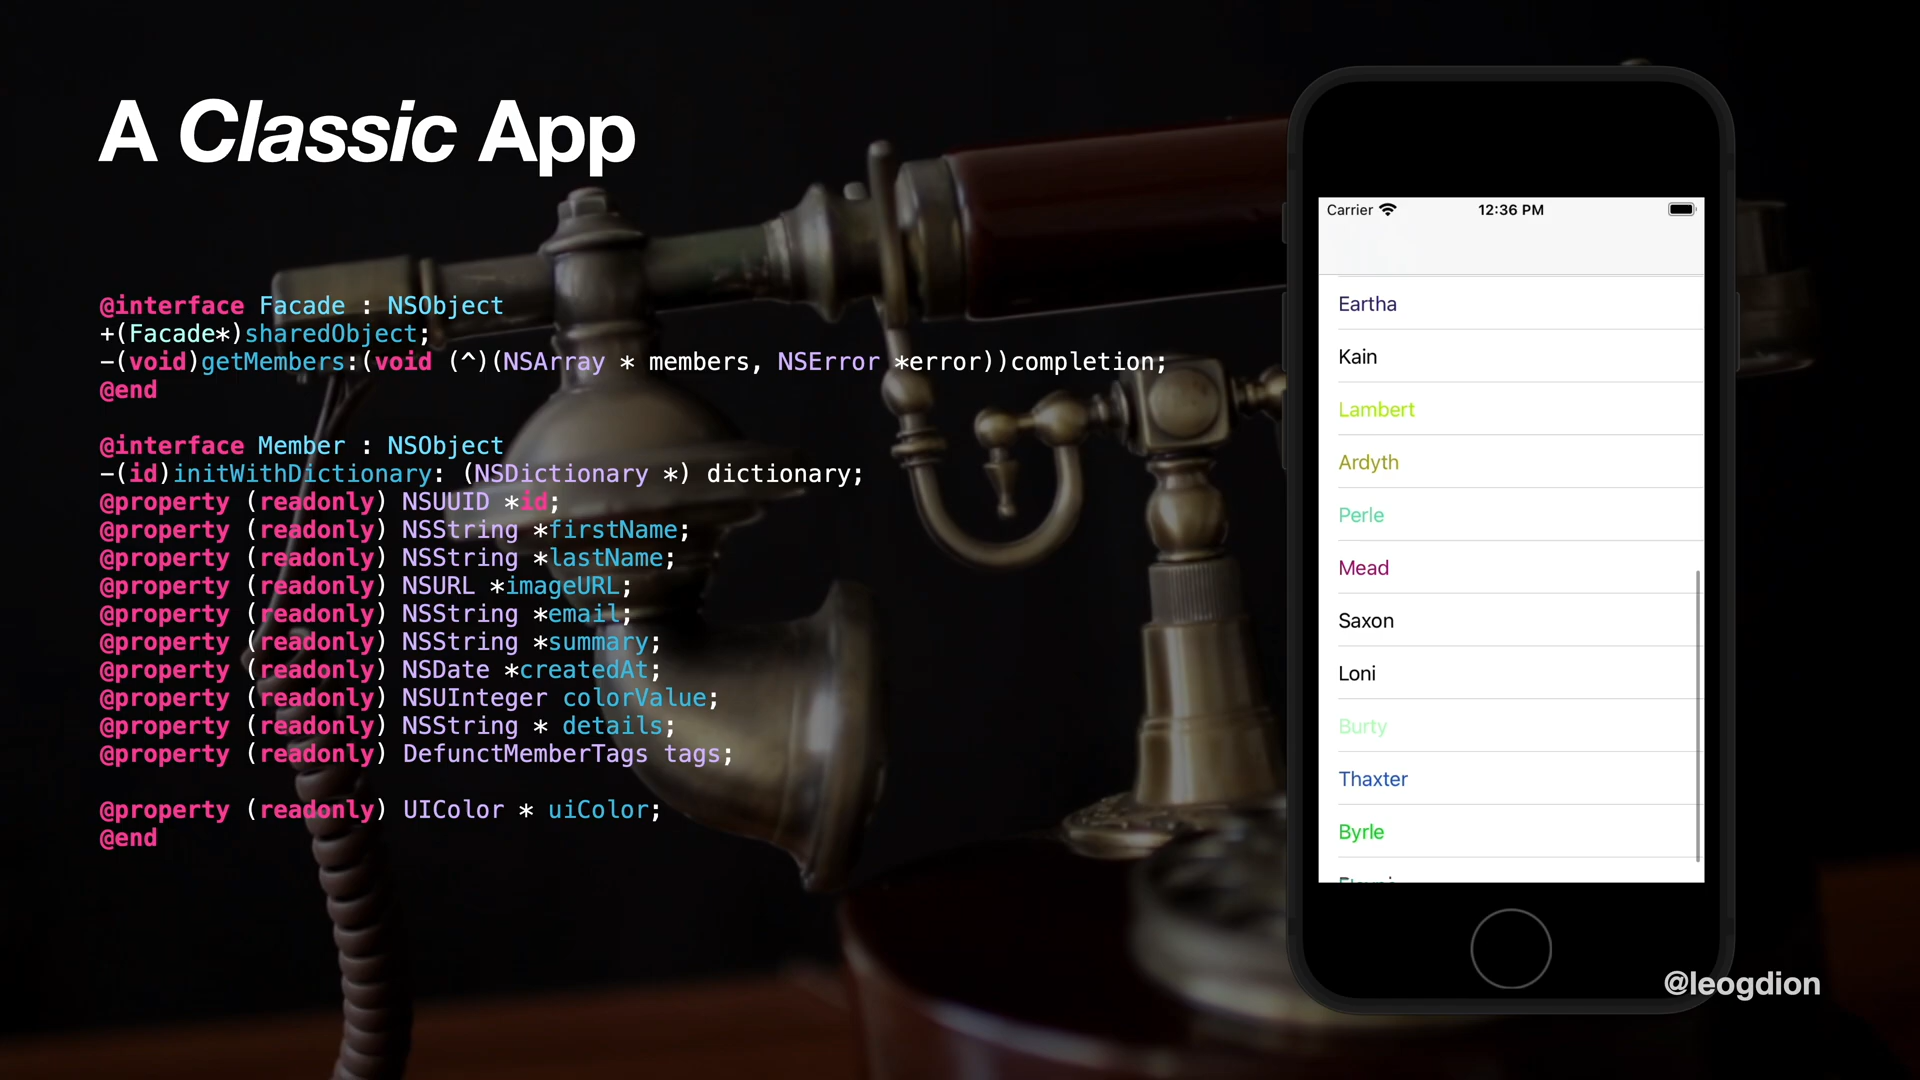 A Classic App
@interface Facade : NSObject
+(Facade*)sharedObject;
-(void)getMembers:(void (^)(NSArray * members, NSError *error))completion;
@end
@interface Member : NSObject
-(id)initWithDictionary: (NSDictionary *) dictionary;
@property (readonly) NSUUID *id;
@property (readonly) NSString *firstName;
@property (readonly) NSString *lastName;
@property (readonly) NSURL *imageURL;
@property (readonly) NSString *email;
@property (readonly) NSString *summary;
@property (readonly) NSDate *createdAt;
@property (readonly) NSUInteger colorValue;
@property (readonly) NSString * details;
@property (readonly) DefunctMemberTags tags;
@property (readonly) UIColor * uiColor;
@end
Carrier 12:36 PM
Eartha
Kain
Lambert
Ardyth
Perle
Mead
Saxon
Loni
Burty
Thaxter
Byrle
@leogdion